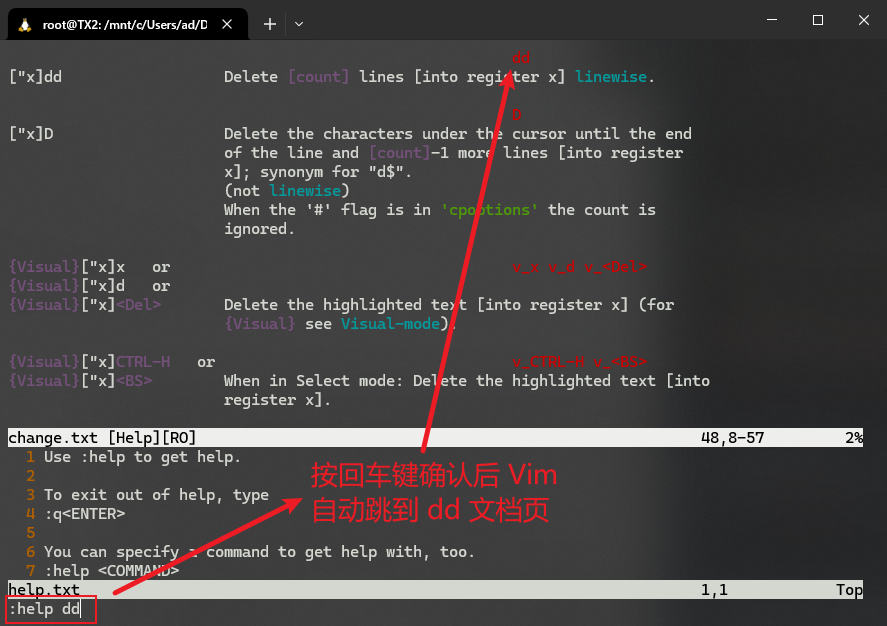 root@TX2: /mnt/c/Users/ad/D
dd
["x]dd Delete [count] lines [into register x] linewise.
D
["x]D Delete the characters under the cursor until the end
of the line and [count]-1 more lines [into register
x]; synonym for "d$".
(not linewise)
When the '#' flag is in 'cpoptions' the count is
ignored.
{Visual}["x]x or v_x v_d v_<Del>
{Visual}["x]d or
{Visual}["x]<Del> Delete the highlighted text [into register x] (for
{Visual} see Visual-mode).
{Visual}["x]CTRL-H or v_CTRL-H v_<BS>
{Visual}["x]<BS> When in Select mode: Delete the highlighted text [into
register x].
change.txt [Help][RO] 48,8-57 2%
1 Use :help to get help.
2
3 To exit out of help, type
4 :q<ENTER>
5
6 You can specify a command to get help with, too.
7 :help <COMMAND>
按回车键确认后 Vim
自动跳到 dd 文档页
help.txt 1,1 Top
:help dd